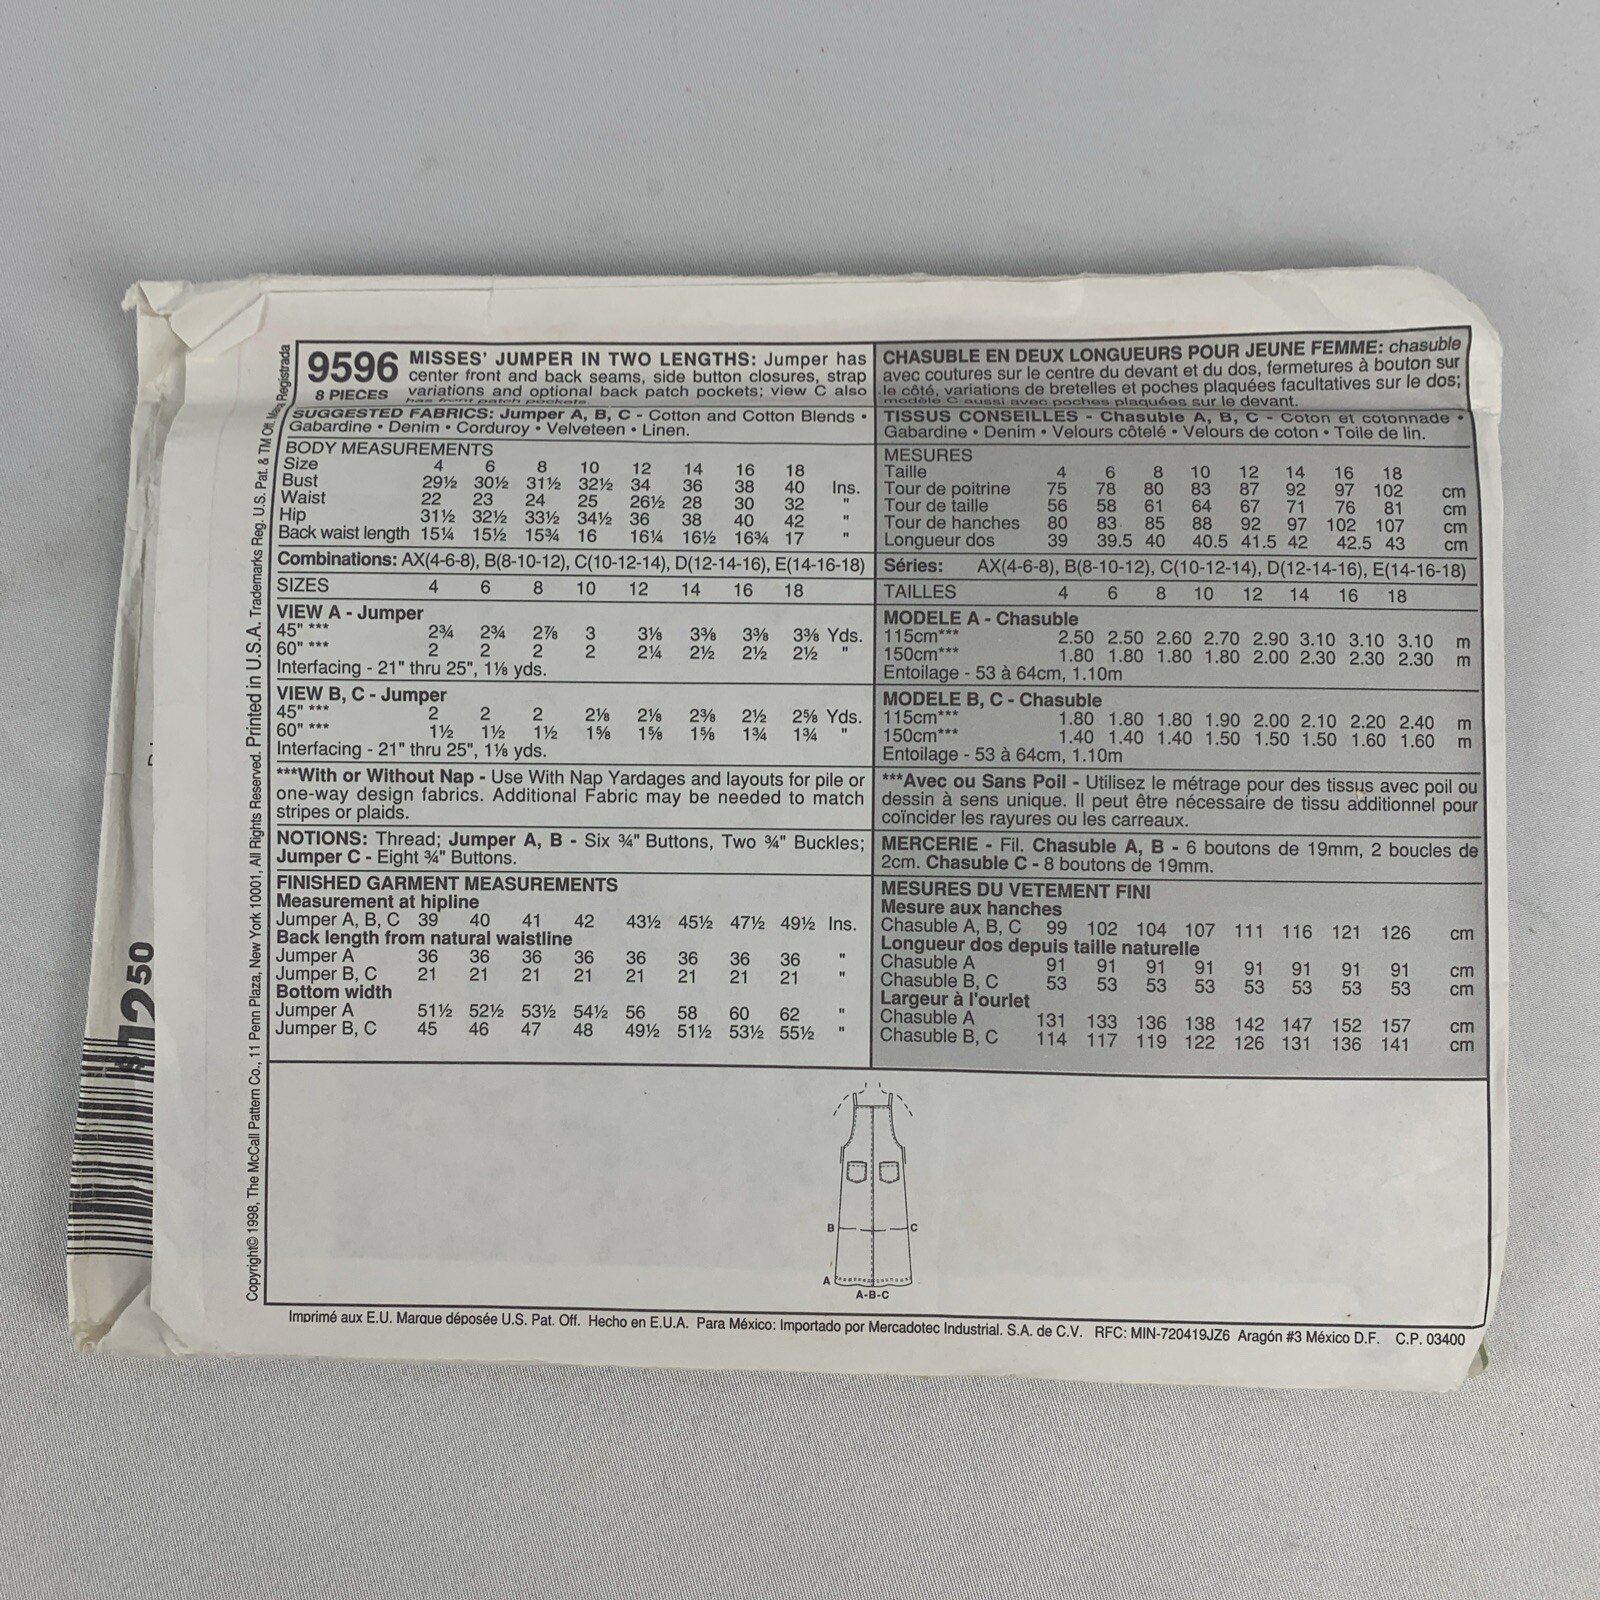 9596
8 PIECES
MISSES' JUMPER IN TWO LENGTHS: Jumper has
center front and back seams, side button closures, strap
variations and optional back patch pockets; view C also
has front patch pockets.
SUGGESTED FABRICS: Jumper A, B, C - Cotton and Cotton Blends •
Gabardine • Denim • Corduroy • Velveteen • Linen.
BODY MEASUREMENTS
Size 4 6 8 10 12 14 16 18
Bust 29½ 30½ 31½ 32½ 34 36 38 40 Ins.
Waist 22 23 24 25 26½ 28 30 32 "
Hip 31½ 32½ 33½ 34½ 36 38 40 42 "
Back waist length 15¼ 15½ 15¾ 16 16¼ 16½ 16¾ 17 "
Combinations: AX(4-6-8), B(8-10-12), C(10-12-14), D(12-14-16), E(14-16-18)
SIZES 4 6 8 10 12 14 16 18
VIEW A - Jumper
45" *** 2¾ 2¾ 2⅞ 3 3⅛ 3⅜ 3⅜ 3⅜ Yds.
60" *** 2 2 2 2 2¼ 2½ 2½ 2½ "
Interfacing - 21" thru 25", 1⅛ yds.
VIEW B, C - Jumper
45" *** 2 2 2 2⅛ 2⅛ 2⅜ 2½ 2⅝ Yds.
60" *** 1½ 1½ 1½ 1⅝ 1⅝ 1⅝ 1¾ 1¾ "
Interfacing - 21" thru 25", 1⅛ yds.
***With or Without Nap - Use With Nap Yardages and layouts for pile or
one-way design fabrics. Additional Fabric may be needed to match
stripes or plaids.
NOTIONS: Thread; Jumper A, B - Six ¾" Buttons, Two ¾" Buckles;
Jumper C - Eight ¾" Buttons.
FINISHED GARMENT MEASUREMENTS
Measurement at hipline
Jumper A, B, C 39 40 41 42 43½ 45½ 47½ 49½ Ins.
Back length from natural waistline
Jumper A 36 36 36 36 36 36 36 36 "
Jumper B, C 21 21 21 21 21 21 21 21 "
Bottom width
Jumper A 51½ 52½ 53½ 54½ 56 58 60 62 "
Jumper B, C 45 46 47 48 49½ 51½ 53½ 55½ "
CHASUBLE EN DEUX LONGUEURS POUR JEUNE FEMME: chasuble
avec coutures sur le centre du devant et du dos, fermetures à bouton sur
le côté, variations de bretelles et poches plaquées facultatives sur le dos;
modèle C aussi avec poches plaquées sur le devant.
TISSUS CONSEILLES - Chasuble A, B, C - Coton et cotonnade •
Gabardine • Denim • Velours côtelé • Velours de coton • Toile de lin.
MESURES
Taille 4 6 8 10 12 14 16 18
Tour de poitrine 75 78 80 83 87 92 97 102 cm
Tour de taille 56 58 61 64 67 71 76 81 cm
Tour de hanches 80 83 85 88 92 97 102 107 cm
Longueur dos 39 39.5 40 40.5 41.5 42 42.5 43 cm
Séries: AX(4-6-8), B(8-10-12), C(10-12-14), D(12-14-16), E(14-16-18)
TAILLES 4 6 8 10 12 14 16 18
MODELE A - Chasuble
115cm*** 2.50 2.50 2.60 2.70 2.90 3.10 3.10 3.10 m
150cm*** 1.80 1.80 1.80 1.80 2.00 2.30 2.30 2.30 m
Entoilage - 53 à 64cm, 1.10m
MODELE B, C - Chasuble
115cm*** 1.80 1.80 1.80 1.90 2.00 2.10 2.20 2.40 m
150cm*** 1.40 1.40 1.40 1.50 1.50 1.50 1.60 1.60 m
Entoilage - 53 à 64cm, 1.10m
***Avec ou Sans Poil - Utilisez le métrage pour des tissus avec poil ou
dessin à sens unique. Il peut être nécessaire de tissu additionnel pour
coïncider les rayures ou les carreaux.
MERCERIE - Fil. Chasuble A, B - 6 boutons de 19mm, 2 boucles de
2cm. Chasuble C - 8 boutons de 19mm.
MESURES DU VETEMENT FINI
Mesure aux hanches
Chasuble A, B, C 99 102 104 107 111 116 121 126 cm
Longueur dos depuis taille naturelle
Chasuble A 91 91 91 91 91 91 91 91 cm
Chasuble B, C 53 53 53 53 53 53 53 53 cm
Largeur à l'ourlet
Chasuble A 131 133 136 138 142 147 152 157 cm
Chasuble B, C 114 117 119 122 126 131 136 141 cm
B C
A
A-B-C
Imprimé aux E.U. Marque déposée U.S. Pat. Off. Hecho en E.U.A. Para México: Importado por Mercadotec Industrial. S.A. de C.V. RFC: MIN-720419JZ6 Aragón #3 México D.F. C.P. 03400
Copyright© 1998, The McCall Pattern Co., 11 Penn Plaza, New York 10001, All Rights Reserved. Printed in U.S.A. Trademarks Reg. U.S. Pat. & TM Off. Marca Registrada
$1250